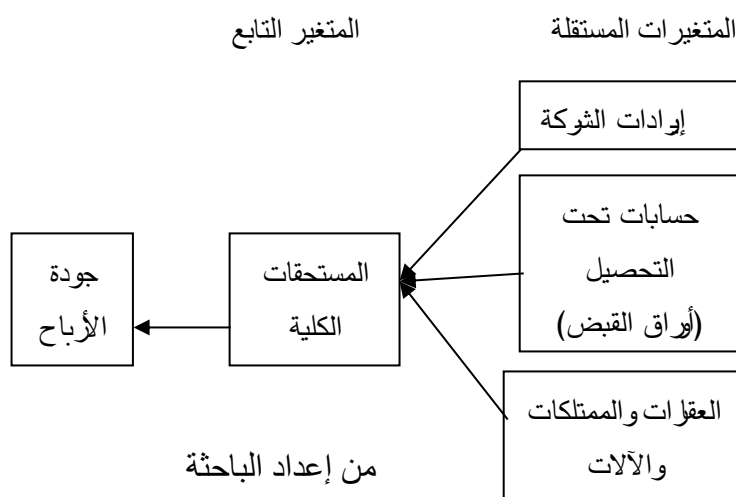 المتغيرات المستقلة
المتغير التابع
إيرادات الشركة
حسابات تحت
التحصيل
(أوراق القبض)
العقارات والممتلكات
والآلات
المستحقات
الكلية
جودة
الأرباح
من إعداد الباحثة